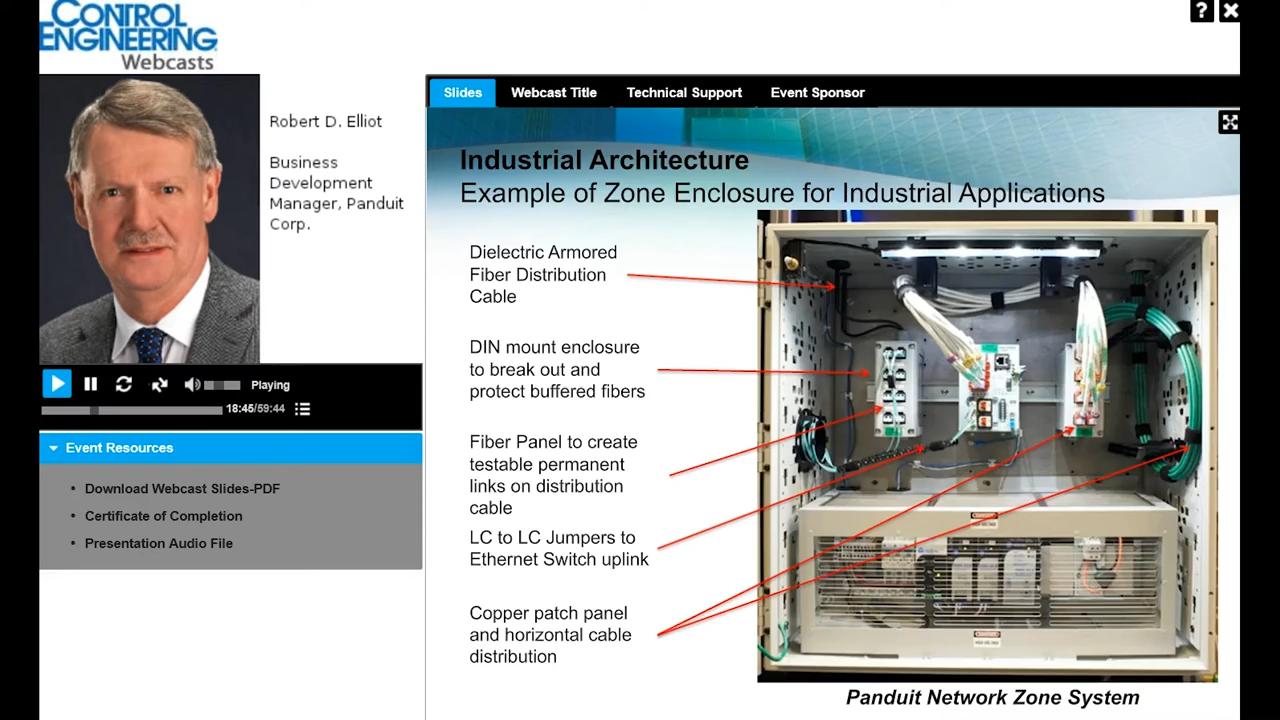 CONTROL
ENGINEERING
Webcasts
? ×
Robert D. Elliot
Business
Development
Manager, Panduit
Corp.
Playing
18:45/59:44
Event Resources
• Download Webcast Slides-PDF
• Certificate of Completion
• Presentation Audio File
Slides Webcast Title Technical Support Event Sponsor
Industrial Architecture
Example of Zone Enclosure for Industrial Applications
Dielectric Armored
Fiber Distribution
Cable
DIN mount enclosure
to break out and
protect buffered fibers
Fiber Panel to create
testable permanent
links on distribution
cable
LC to LC Jumpers to
Ethernet Switch uplink
Copper patch panel
and horizontal cable
distribution
Panduit Network Zone System